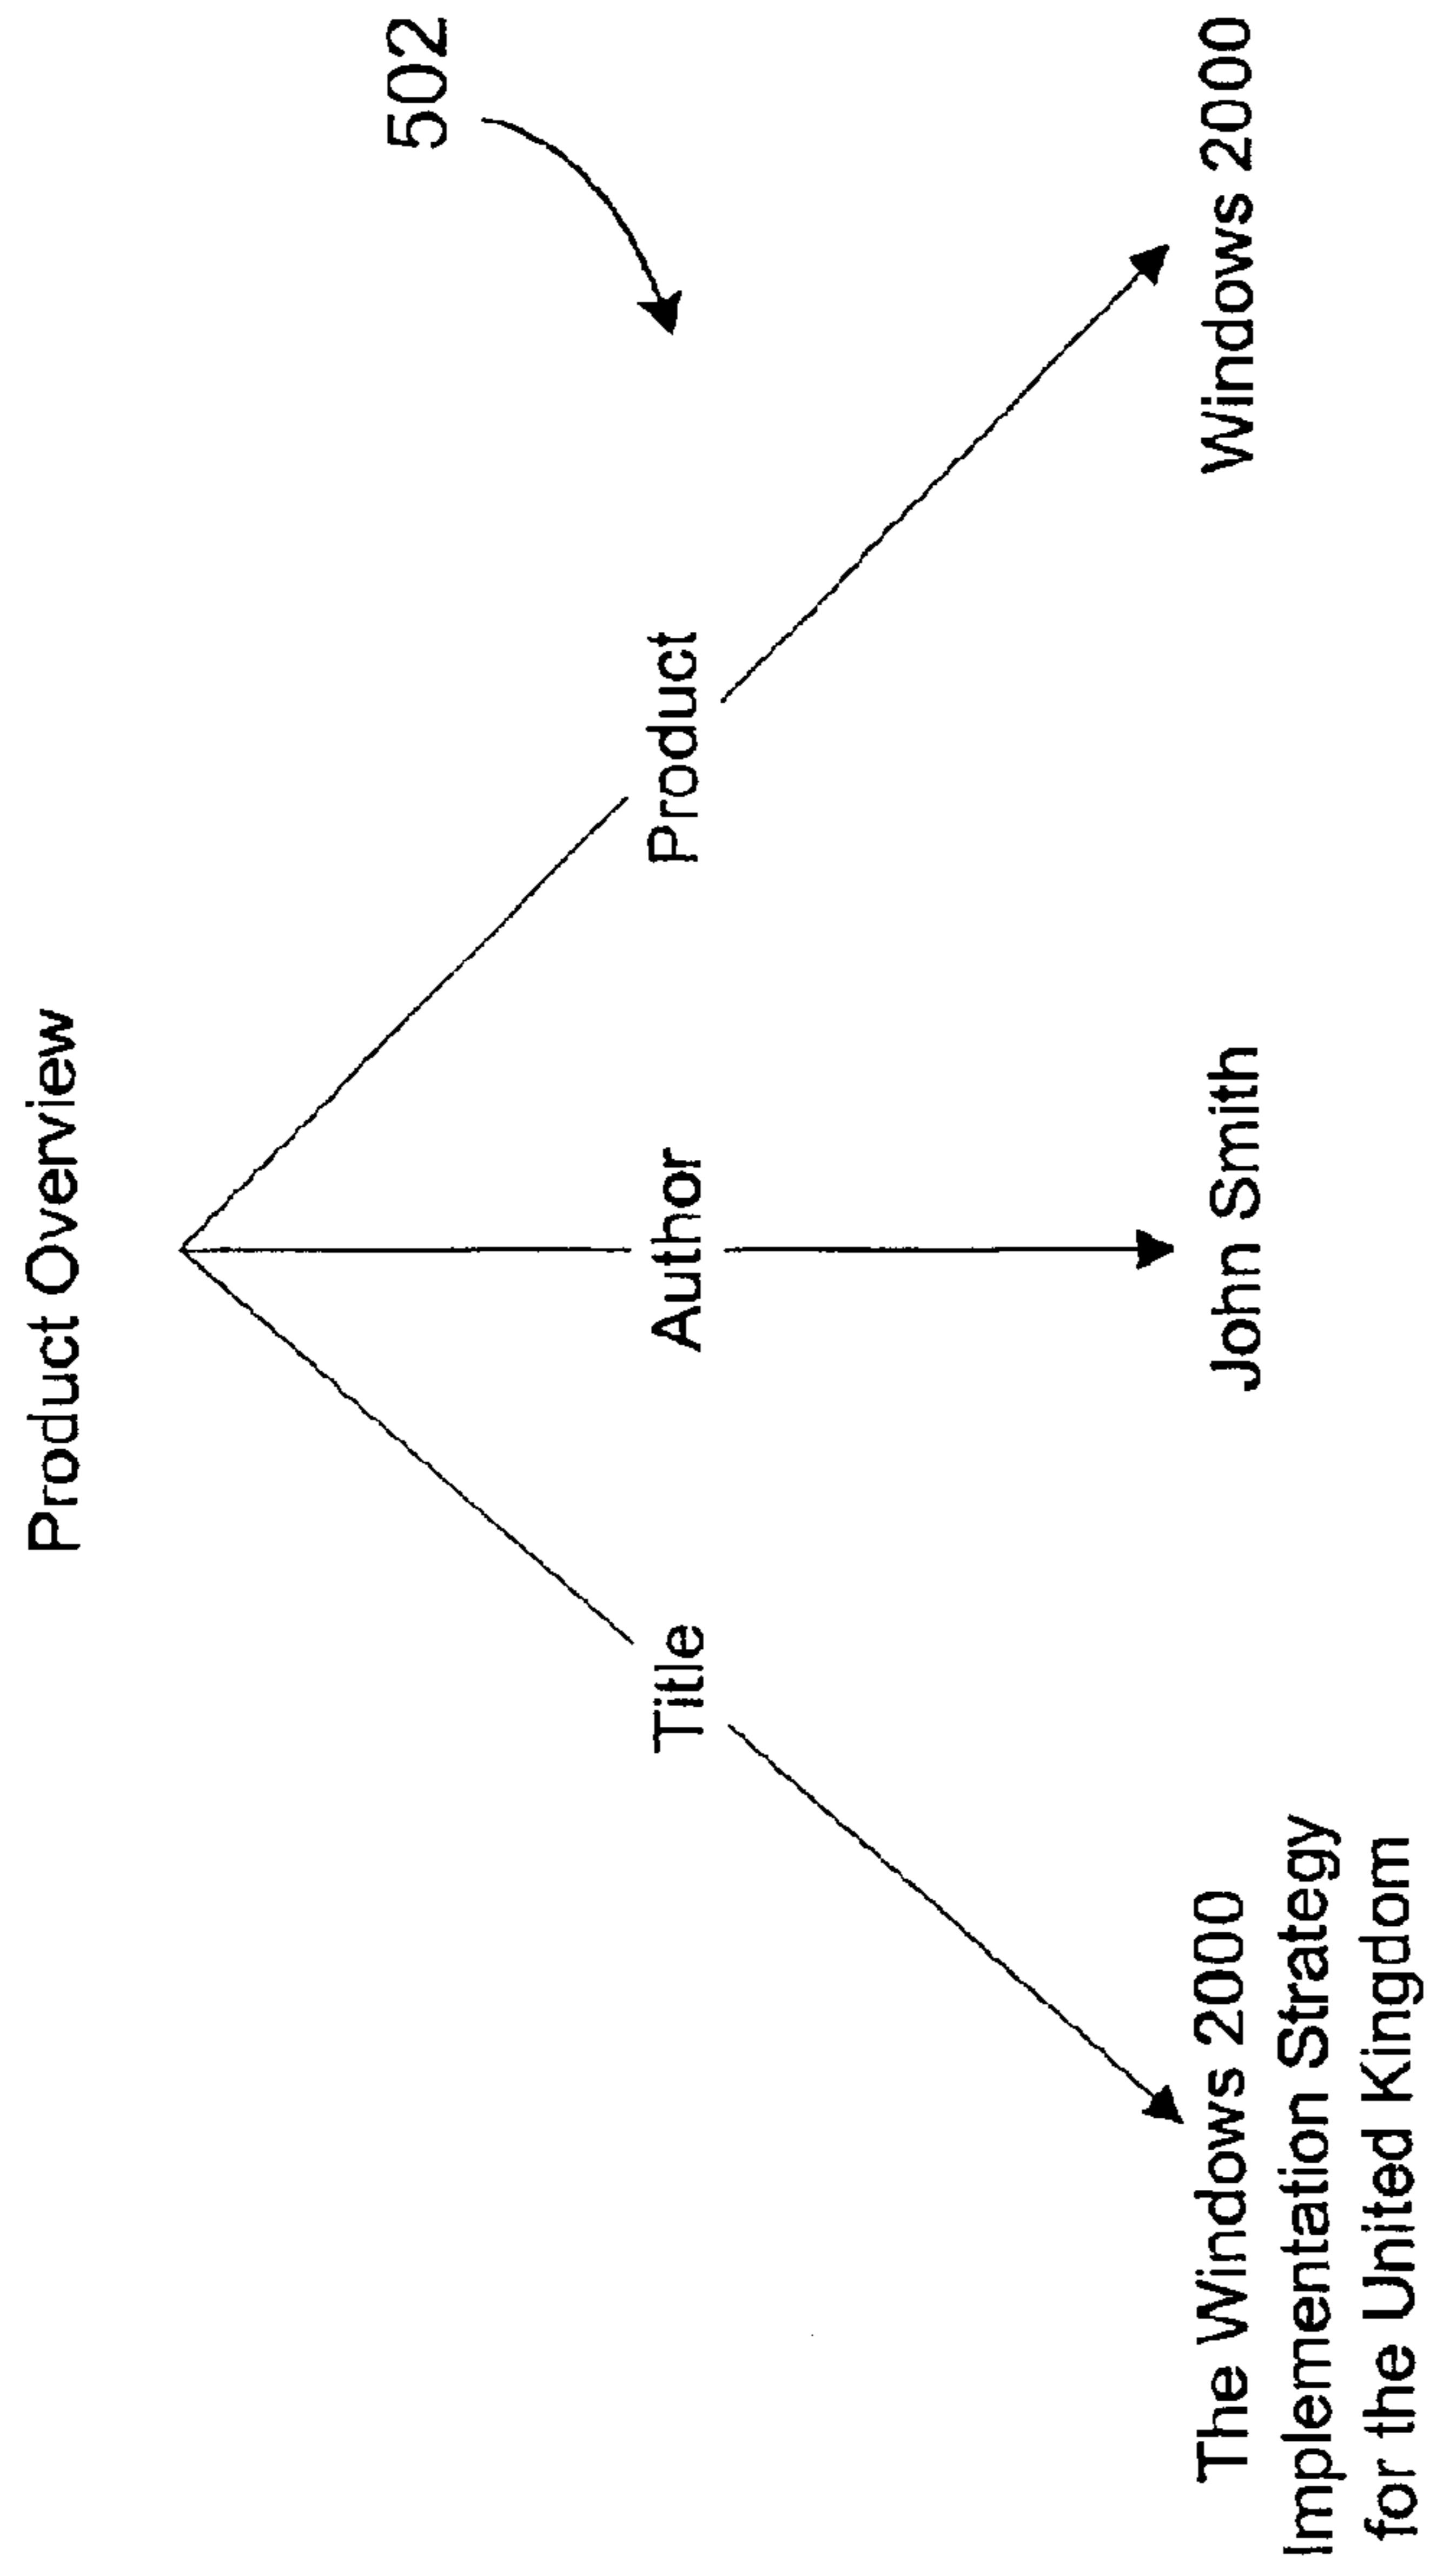 Product Overview
502
Title
Author
Product
The Windows 2000
Implementation Strategy
for the United Kingdom
John Smith
Windows 2000